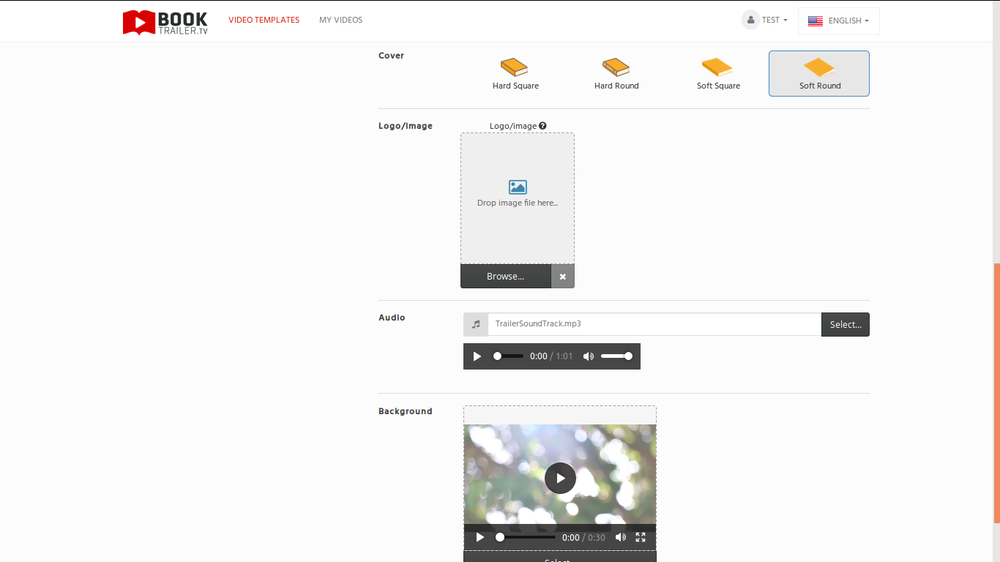 BOOK
TRAILER.TV
VIDEO TEMPLATES
MY VIDEOS
TEST
ENGLISH
Cover
Hard Square
Hard Round
Soft Square
Soft Round
Logo/image
Logo/image
Drop image file here...
Browse...
Audio
TrailerSoundTrack.mp3
Select...
0:00 / 1:01
Background
0:00 / 0:30
Select...